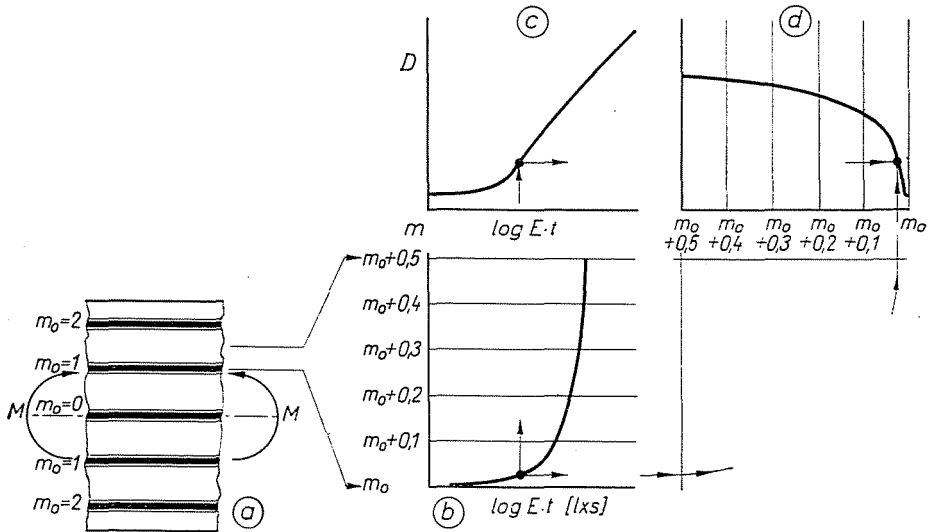 c
d
D
m
log E·t
m₀ +0,5
m₀ +0,4
m₀ +0,3
m₀ +0,2
m₀ +0,1
m₀
m₀+0,5
m₀+0,4
m₀+0,3
m₀+0,2
m₀+0,1
m₀
m₀=2
m₀=1
M m₀=0 M
m₀=1
m₀=2
a
b
log E·t [lxs]